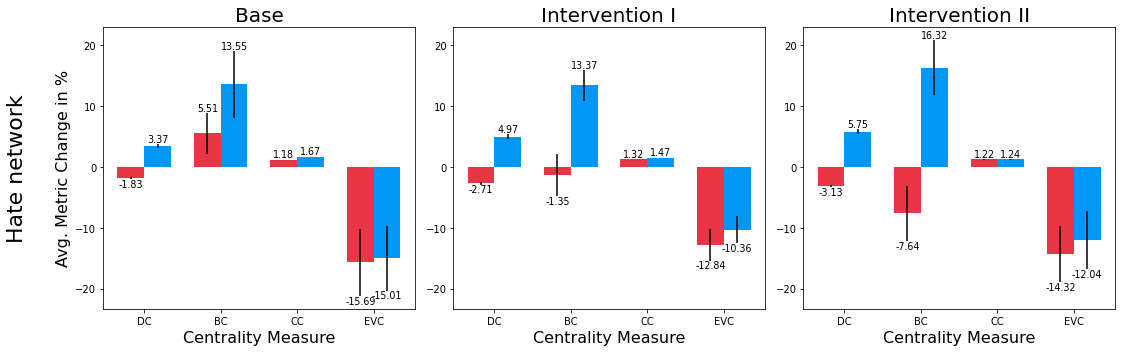 Hate network
Avg. Metric Change in %
Base
20
10
0
−10
−20
-1.83
3.37
5.51
13.55
1.18
1.67
-15.69
-15.01
DC
BC
CC
EVC
Centrality Measure
Intervention I
20
10
0
−10
−20
-2.71
4.97
-1.35
13.37
1.32
1.47
-12.84
-10.36
DC
BC
CC
EVC
Centrality Measure
Intervention II
20
10
0
−10
−20
-3.13
5.75
-7.64
16.32
1.22
1.24
-14.32
-12.04
DC
BC
CC
EVC
Centrality Measure